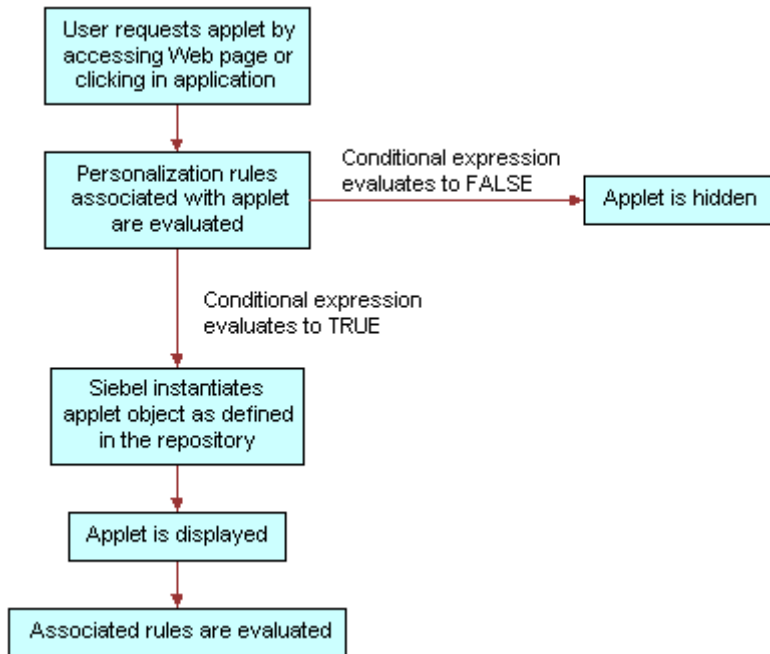 User requests applet by
accessing Web page or
clicking in application
Personalization rules
associated with applet
are evaluated
Conditional expression
evaluates to FALSE
Applet is hidden
Conditional expression
evaluates to TRUE
Siebel instantiates
applet object as defined
in the repository
Applet is displayed
Associated rules are evaluated